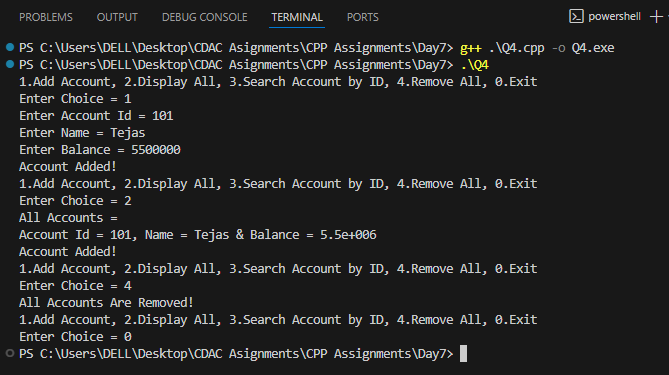 PROBLEMS OUTPUT DEBUG CONSOLE TERMINAL PORTS powershell
PS C:\Users\DELL\Desktop\CDAC Asignments\CPP Assignments\Day7> g++ .\Q4.cpp -o Q4.exe
PS C:\Users\DELL\Desktop\CDAC Asignments\CPP Assignments\Day7> .\Q4
1.Add Account, 2.Display All, 3.Search Account by ID, 4.Remove All, 0.Exit
Enter Choice = 1
Enter Account Id = 101
Enter Name = Tejas
Enter Balance = 5500000
Account Added!
1.Add Account, 2.Display All, 3.Search Account by ID, 4.Remove All, 0.Exit
Enter Choice = 2
All Accounts =
Account Id = 101, Name = Tejas & Balance = 5.5e+006
Account Added!
1.Add Account, 2.Display All, 3.Search Account by ID, 4.Remove All, 0.Exit
Enter Choice = 4
All Accounts Are Removed!
1.Add Account, 2.Display All, 3.Search Account by ID, 4.Remove All, 0.Exit
Enter Choice = 0
PS C:\Users\DELL\Desktop\CDAC Asignments\CPP Assignments\Day7>